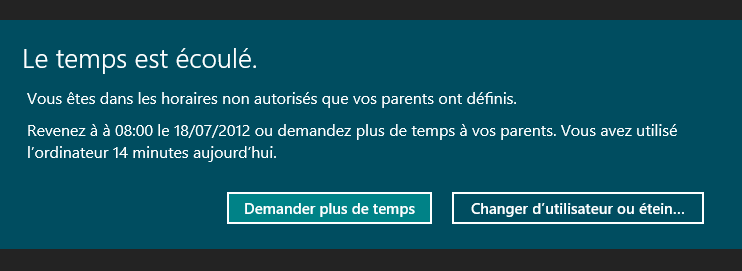 Le temps est écoulé.
Vous êtes dans les horaires non autorisés que vos parents ont définis.
Revenez à à 08:00 le 18/07/2012 ou demandez plus de temps à vos parents. Vous avez utilisé
l’ordinateur 14 minutes aujourd’hui.
Demander plus de temps
Changer d’utilisateur ou étein...